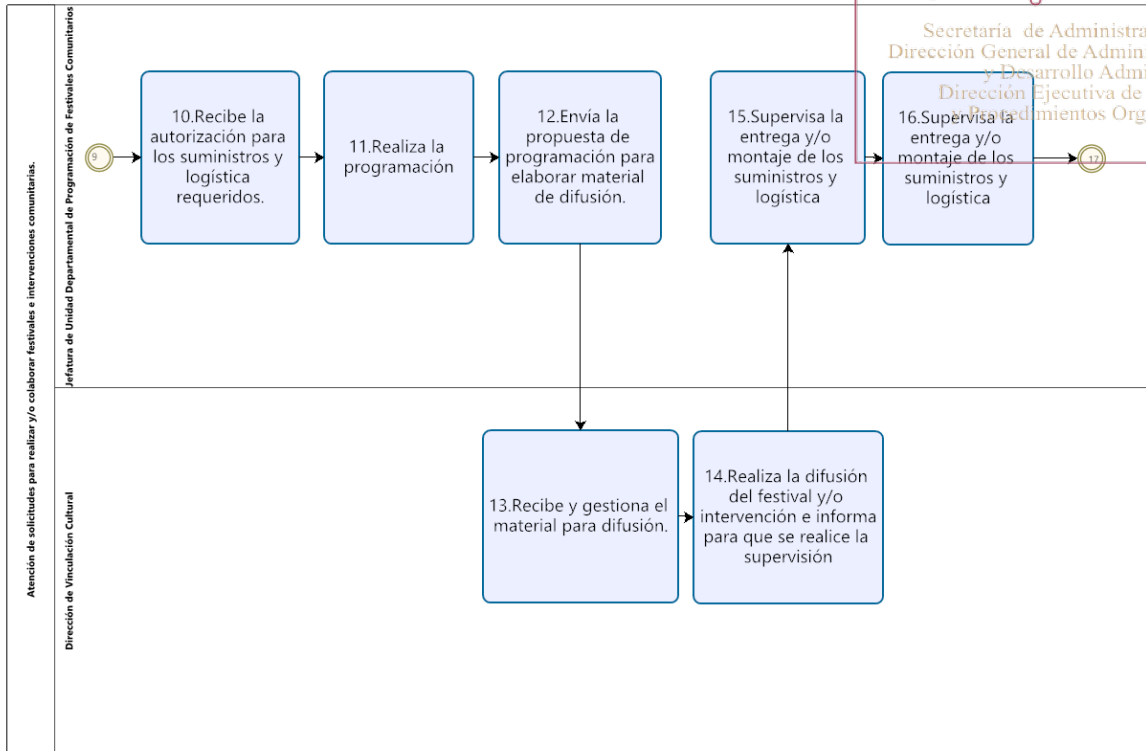 Atención de solicitudes para realizar y/o colaborar festivales e intervenciones comunitarias.
Jefatura de Unidad Departamental de Programación de Festivales Comunitarios
Secretaría de Administra
Dirección General de Admini
y Desarrollo Admi
Dirección Ejecutiva de
y Procedimientos Org
9
10.Recibe la
autorización para
los suministros y
logística
requeridos.
11.Realiza la
programación
12.Envía la
propuesta de
programación para
elaborar material
de difusión.
15.Supervisa la
entrega y/o
montaje de los
suministros y
logística
16.Supervisa la
entrega y/o
montaje de los
suministros y
logística
17
Dirección de Vinculación Cultural
13.Recibe y gestiona el
material para difusión.
14.Realiza la difusión
del festival y/o
intervención e informa
para que se realice la
supervisión